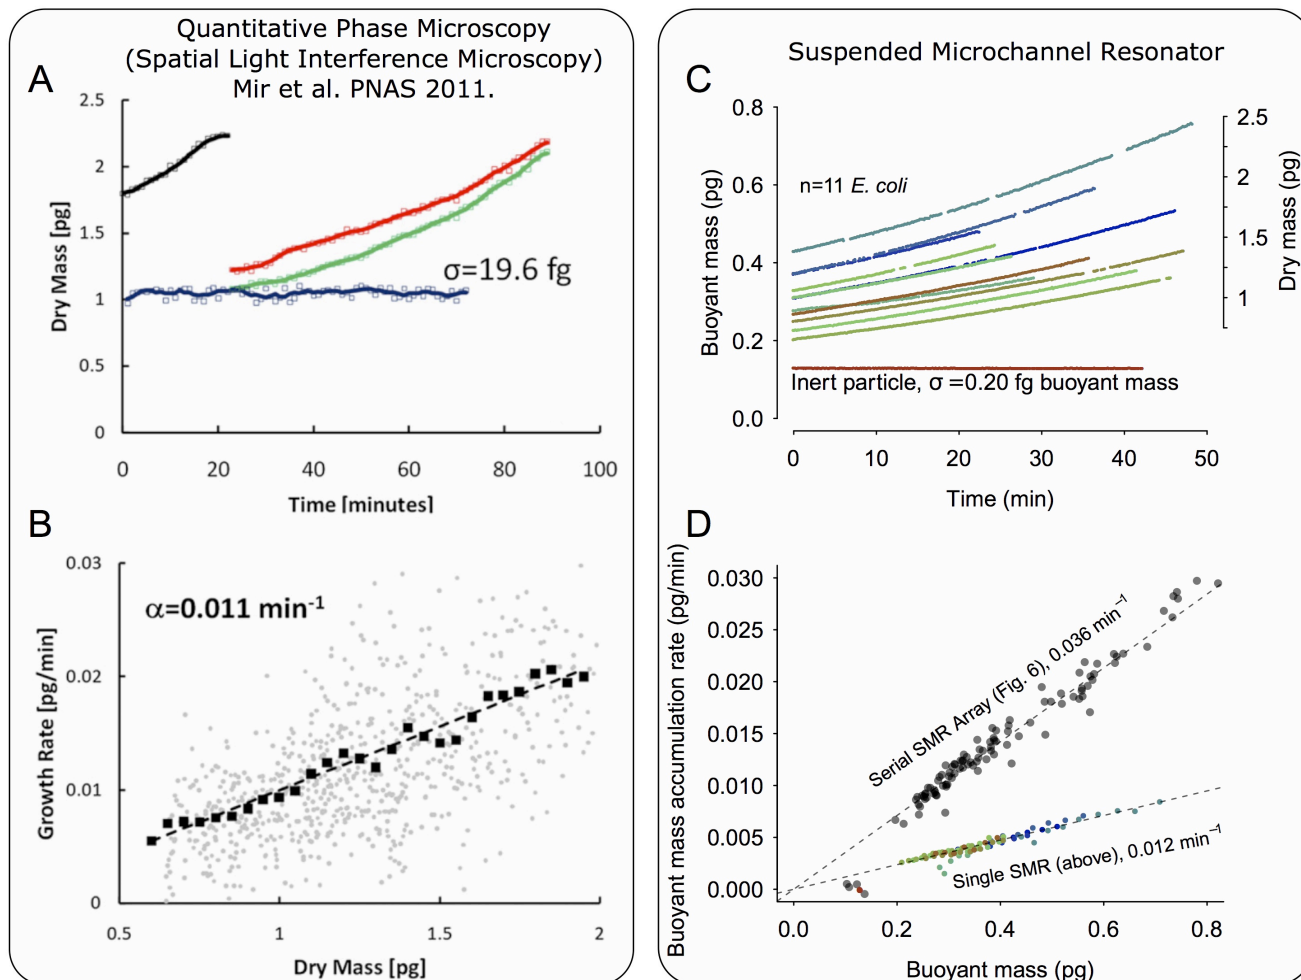 Quantitative Phase Microscopy
(Spatial Light Interference Microscopy)
Mir et al. PNAS 2011.
A
2.5
2
1.5
1
0.5
0
Dry Mass [pg]
σ=19.6 fg
0 20 40 60 80 100
Time [minutes]
B
0.03
0.02
0.01
0
Growth Rate [pg/min]
α=0.011 min-1
0.5 1 1.5 2
Dry Mass [pg]
Suspended Microchannel Resonator
C
0.8
0.6
0.4
0.2
0.0
Buoyant mass (pg)
n=11 E. coli
2.5
2
1.5
1
Dry mass (pg)
Inert particle, σ =0.20 fg buoyant mass
0 10 20 30 40 50
Time (min)
D
0.030
0.025
0.020
0.015
0.010
0.005
0.000
Buoyant mass accumulation rate (pg/min)
Serial SMR Array (Fig. 6), 0.036 min⁻¹
Single SMR (above), 0.012 min⁻¹
0.0 0.2 0.4 0.6 0.8
Buoyant mass (pg)